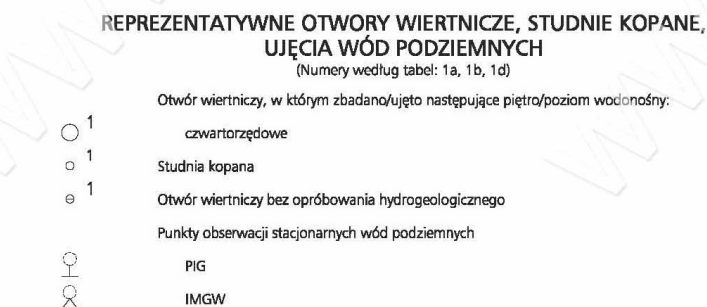 REPREZENTATYWNE OTWORY WIERTNICZE, STUDNIE KOPANE,
UJĘCIA WÓD PODZIEMNYCH
(Numery według tabel: 1a, 1b, 1d)
Otwór wiertniczy, w którym zbadano/ujęto następujące piętro/poziom wodonośny:
1 czwartorzędowe
1 Studnia kopana
1 Otwór wiertniczy bez opróbowania hydrogeologicznego
Punkty obserwacji stacjonarnych wód podziemnych
PIG
IMGW